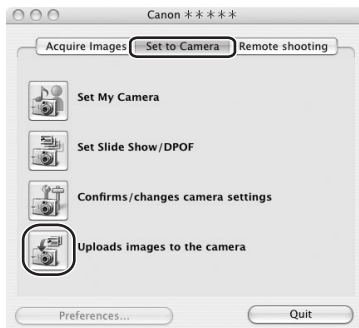 Canon ＊＊＊＊＊
Acquire Images Set to Camera Remote shooting
Set My Camera
Set Slide Show/DPOF
Confirms/changes camera settings
Uploads images to the camera
Preferences... Quit